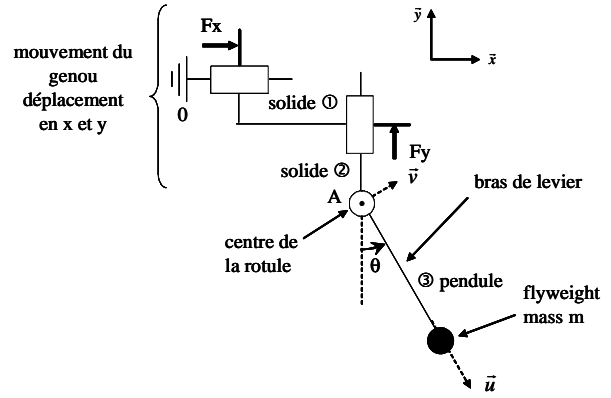 mouvement du
genou
déplacement
en x et y
Fx
0
solide ①
solide ②
Fy
A
v
y
x
bras de levier
centre de
la rotule
θ
③ pendule
flyweight
mass m
u